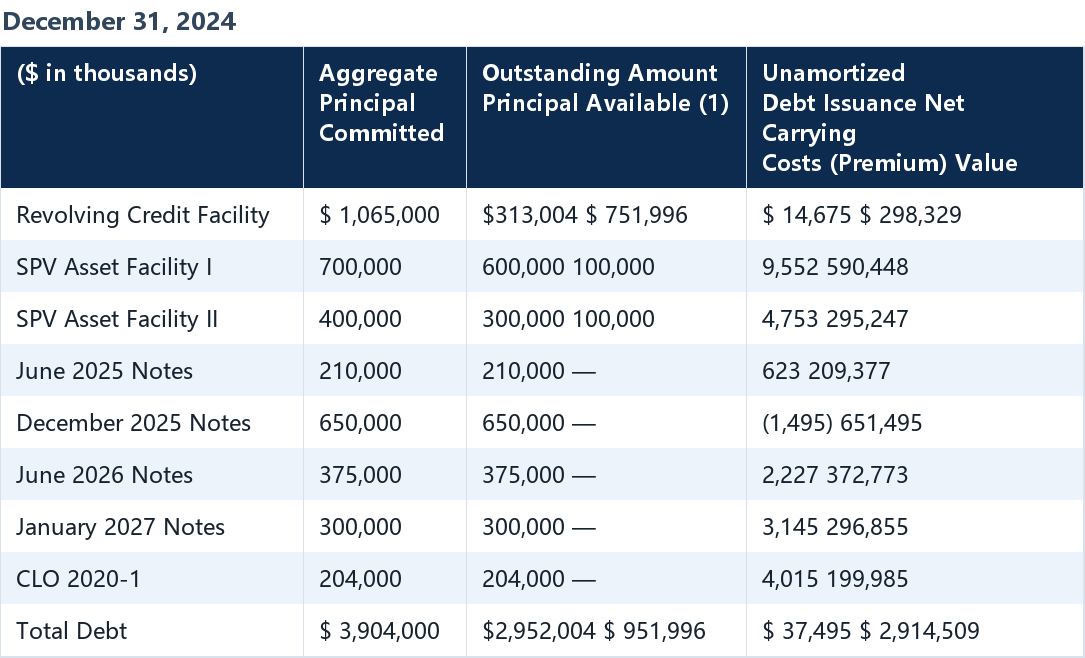 December 31, 2024
($ in thousands)
Aggregate
Principal
Committed
Outstanding Amount
Principal Available (1)
Unamortized
Debt Issuance Net
Carrying
Costs (Premium) Value
Revolving Credit Facility $ 1,065,000 $313,004 $ 751,996 $ 14,675 $ 298,329
SPV Asset Facility I 700,000 600,000 100,000 9,552 590,448
SPV Asset Facility II 400,000 300,000 100,000 4,753 295,247
June 2025 Notes 210,000 210,000 — 623 209,377
December 2025 Notes 650,000 650,000 — (1,495) 651,495
June 2026 Notes 375,000 375,000 — 2,227 372,773
January 2027 Notes 300,000 300,000 — 3,145 296,855
CLO 2020-1 204,000 204,000 — 4,015 199,985
Total Debt $ 3,904,000 $2,952,004 $ 951,996 $ 37,495 $ 2,914,509